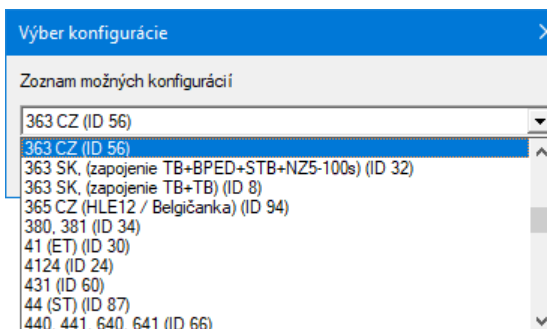 Výber konfigurácie
Zoznam možných konfigurácií
363 CZ (ID 56)
363 CZ (ID 56)
363 SK, (zapojenie TB+BPED+STB+NZ5-100s) (ID 32)
363 SK, (zapojenie TB+TB) (ID 8)
365 CZ (HLE12 / Belgičanka) (ID 94)
380, 381 (ID 34)
41 (ET) (ID 30)
4124 (ID 24)
431 (ID 60)
44 (ST) (ID 87)
440, 441, 640, 641 (ID 66)